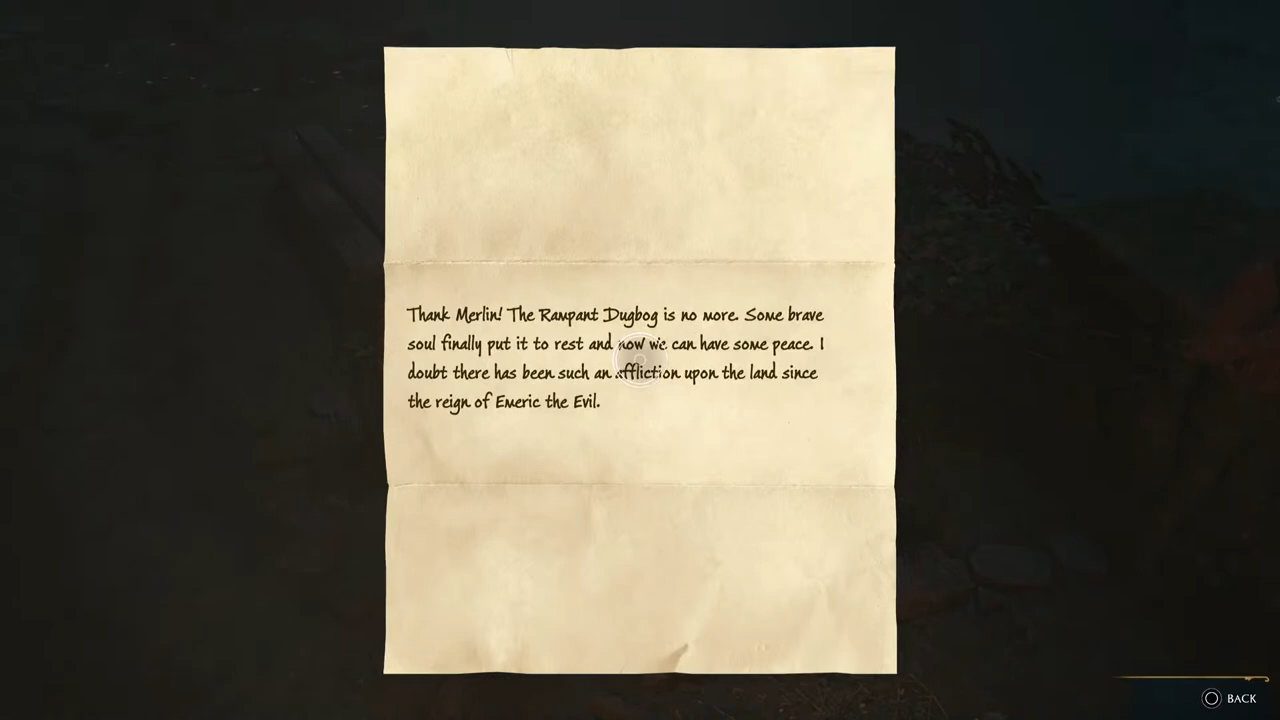 Thank Merlin! The Rampant Dugbog is no more. Some brave
soul finally put it to rest and now we can have some peace. I
doubt there has been such an affliction upon the land since
the reign of Emeric the Evil.
BACK